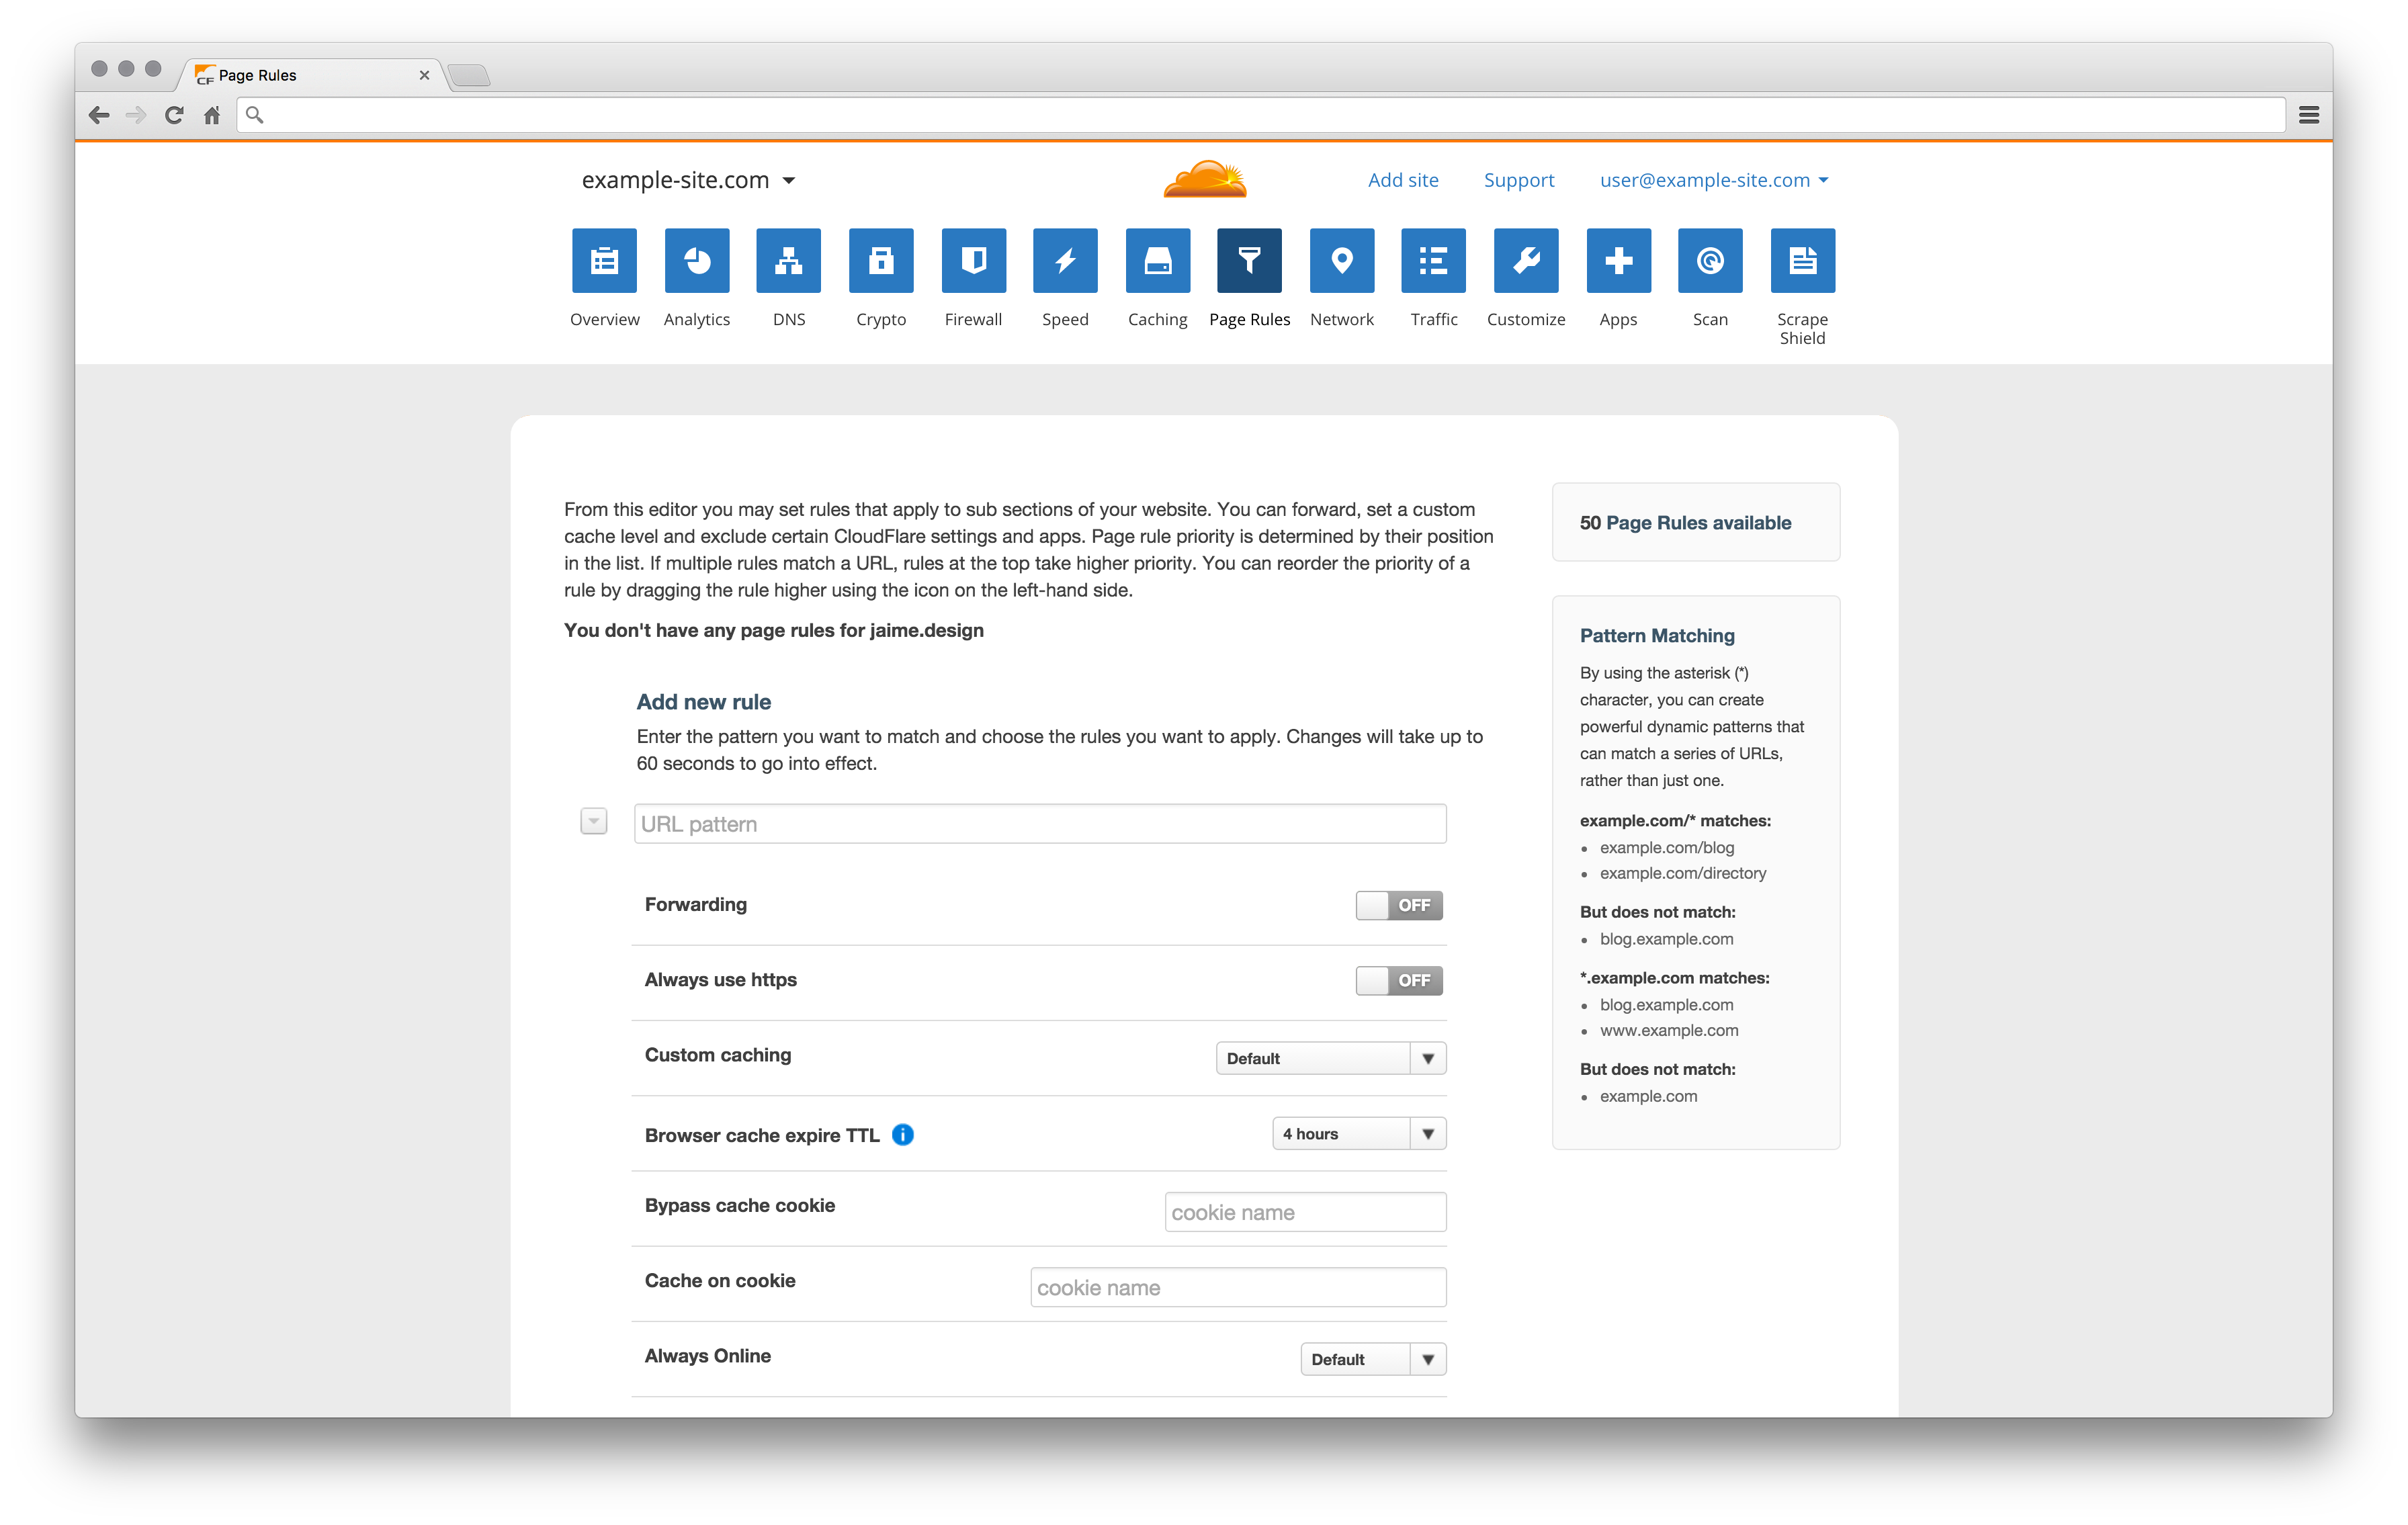 CF Page Rules
example-site.com
Add site
Support
user@example-site.com
Overview
Analytics
DNS
Crypto
Firewall
Speed
Caching
Page Rules
Network
Traffic
Customize
Apps
Scan
Scrape
Shield
From this editor you may set rules that apply to sub sections of your website. You can forward, set a custom
cache level and exclude certain CloudFlare settings and apps. Page rule priority is determined by their position
in the list. If multiple rules match a URL, rules at the top take higher priority. You can reorder the priority of a
rule by dragging the rule higher using the icon on the left-hand side.
You don't have any page rules for jaime.design
Add new rule
Enter the pattern you want to match and choose the rules you want to apply. Changes will take up to
60 seconds to go into effect.
URL pattern
Forwarding
OFF
Always use https
OFF
Custom caching
Default
Browser cache expire TTL
4 hours
Bypass cache cookie
cookie name
Cache on cookie
cookie name
Always Online
Default
50 Page Rules available
Pattern Matching
By using the asterisk (*)
character, you can create
powerful dynamic patterns that
can match a series of URLs,
rather than just one.
example.com/* matches:
• example.com/blog
• example.com/directory
But does not match:
• blog.example.com
*.example.com matches:
• blog.example.com
• www.example.com
But does not match:
• example.com